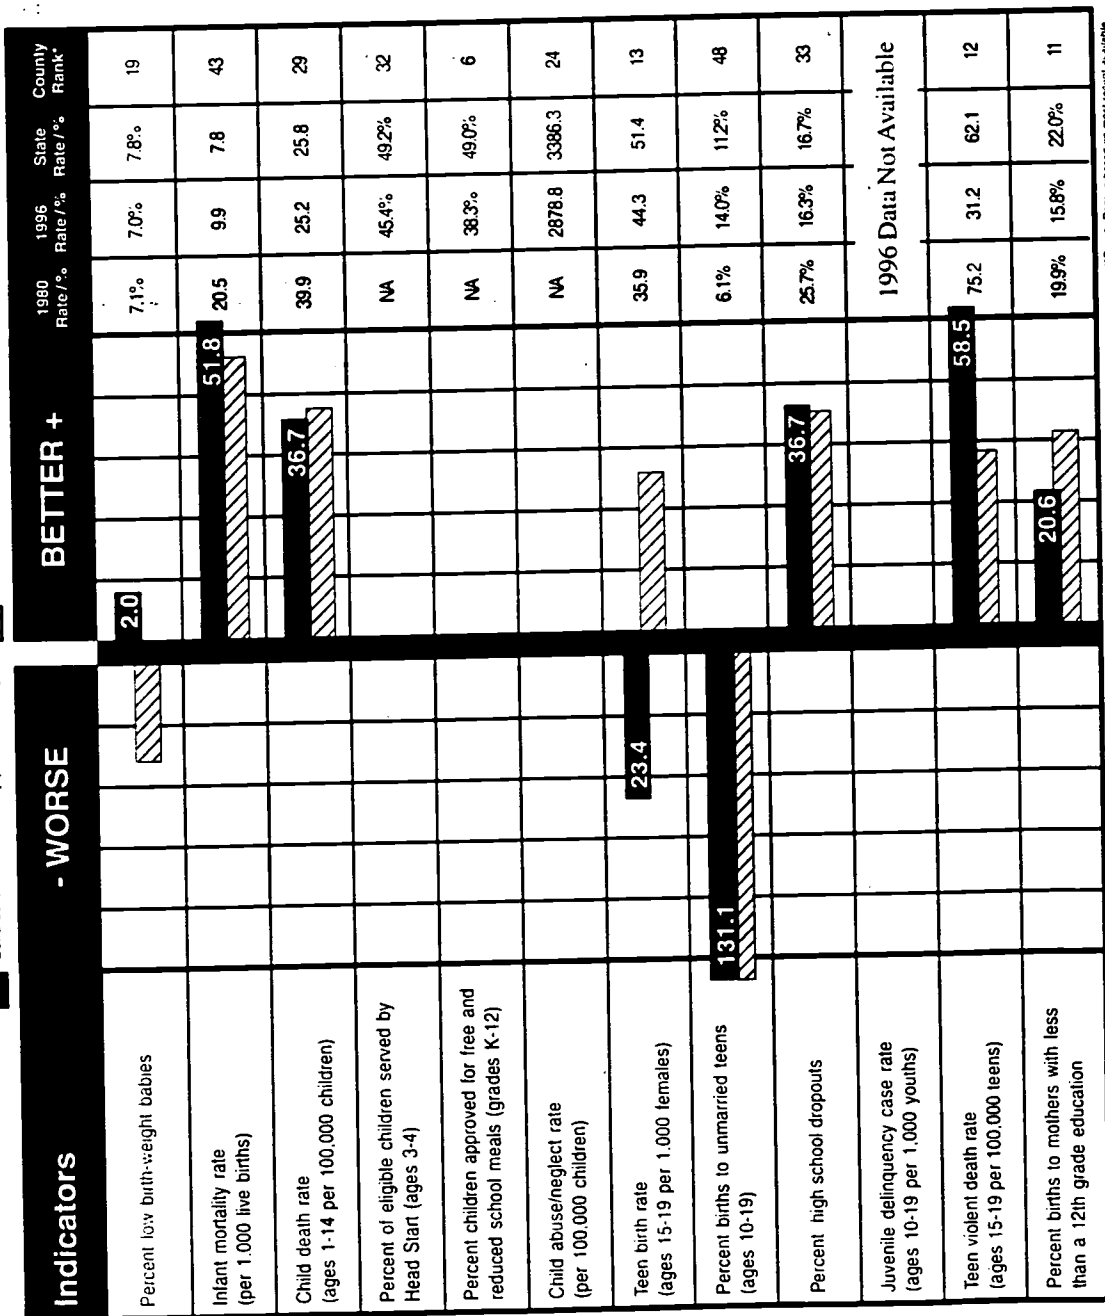 Indicators
- WORSE
BETTER +
1980
Rate / %
1996
Rate / %
State
Rate / %
County
Rank*
Percent low birth-weight babies
2.0
7.1%
7.0%
7.8%
19
Infant mortality rate
(per 1,000 live births)
51.8
20.5
9.9
7.8
43
Child death rate
(ages 1-14 per 100,000 children)
36.7
39.9
25.2
25.8
29
Percent of eligible children served by
Head Start (ages 3-4)
NA
45.4%
49.2%
32
Percent children approved for free and
reduced school meals (grades K-12)
NA
38.3%
49.0%
6
Child abuse/neglect rate
(per 100,000 children)
NA
2878.8
3386.3
24
Teen birth rate
(ages 15-19 per 1,000 females)
23.4
35.9
44.3
51.4
13
Percent births to unmarried teens
(ages 10-19)
131.1
6.1%
14.0%
11.2%
48
Percent high school dropouts
36.7
25.7%
16.3%
16.7%
33
Juvenile delinquency case rate
(ages 10-19 per 1,000 youths)
1996 Data Not Available
Teen violent death rate
(ages 15-19 per 100,000 teens)
58.5
75.2
31.2
62.1
12
Percent births to mothers with less
than a 12th grade education
20.6
19.9%
15.8%
22.0%
11